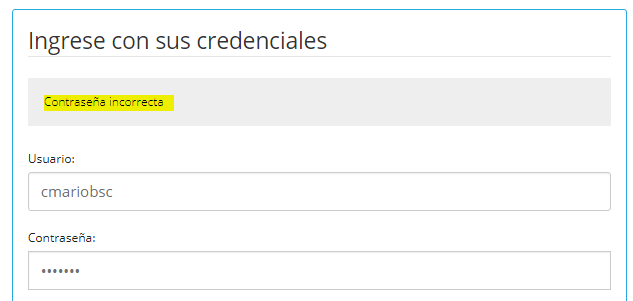 Ingrese con sus credenciales
Contraseña incorrecta
Usuario:
cmariobsc
Contraseña:
•••••••